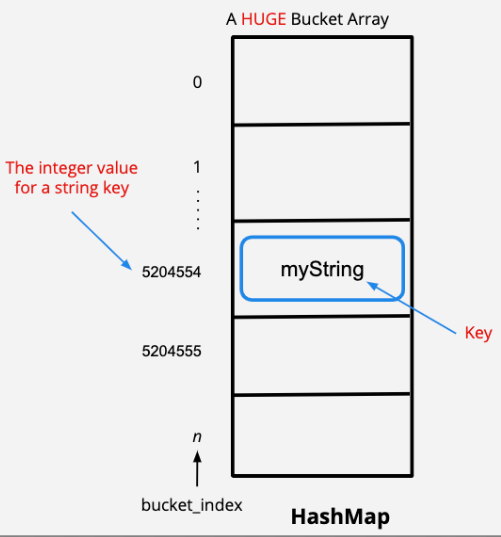 A HUGE Bucket Array
0
The integer value
for a string key
1
5204554
myString
Key
5204555
n
bucket_index
HashMap